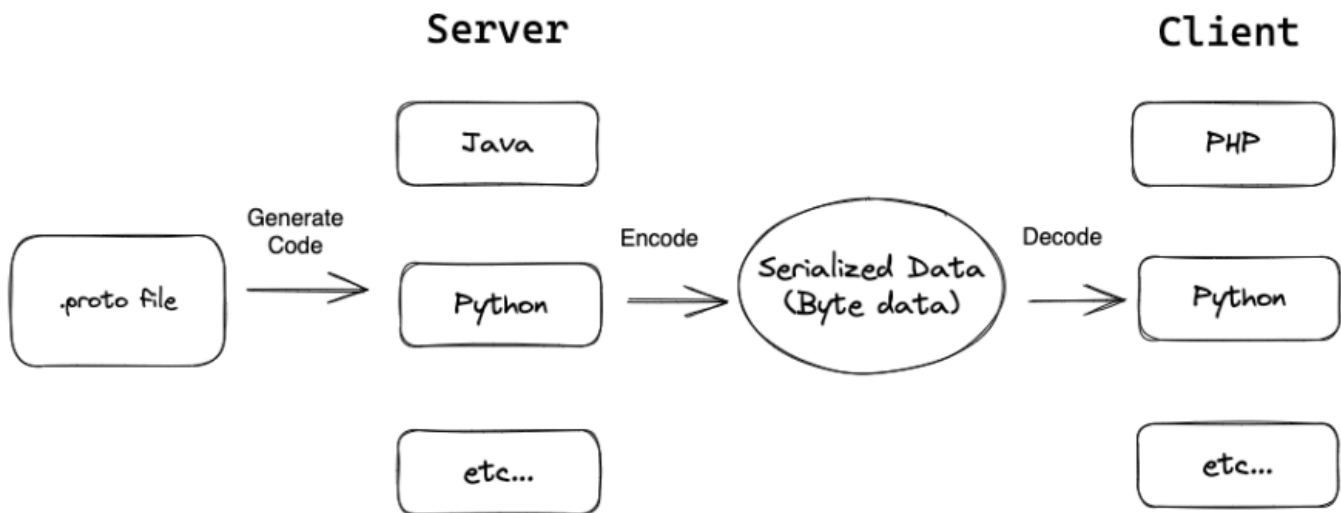 Server
Client
Java
PHP
Generate
Code
Encode
Decode
.proto file
Python
Serialized Data
(Byte data)
Python
etc...
etc...